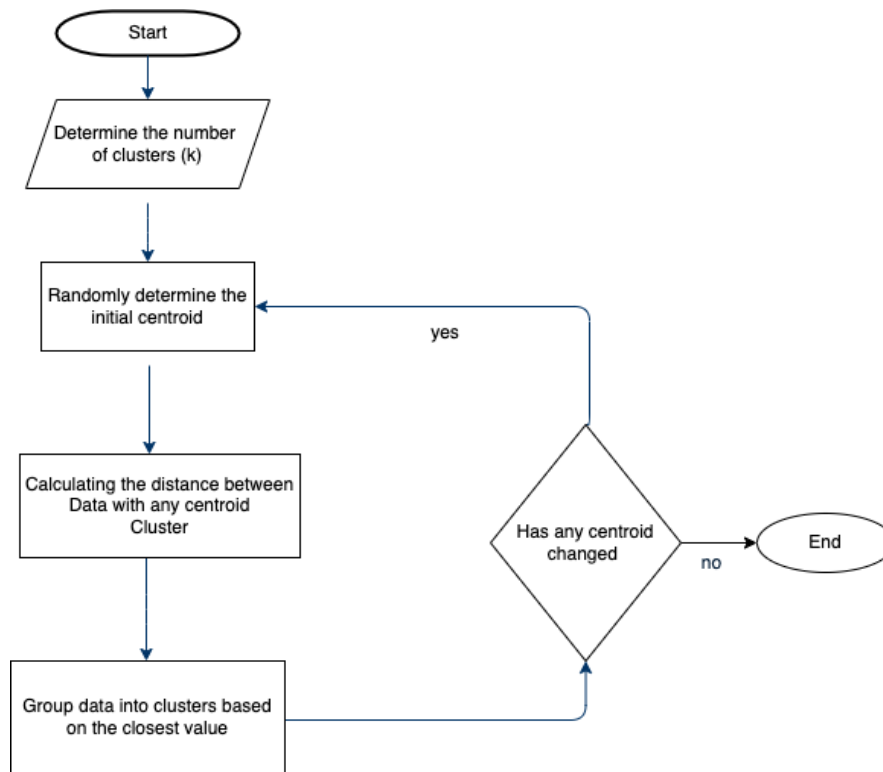 Start
Determine the number
of clusters (k)
Randomly determine the
initial centroid
yes
Calculating the distance between
Data with any centroid
Cluster
Has any centroid
changed
no
End
Group data into clusters based
on the closest value